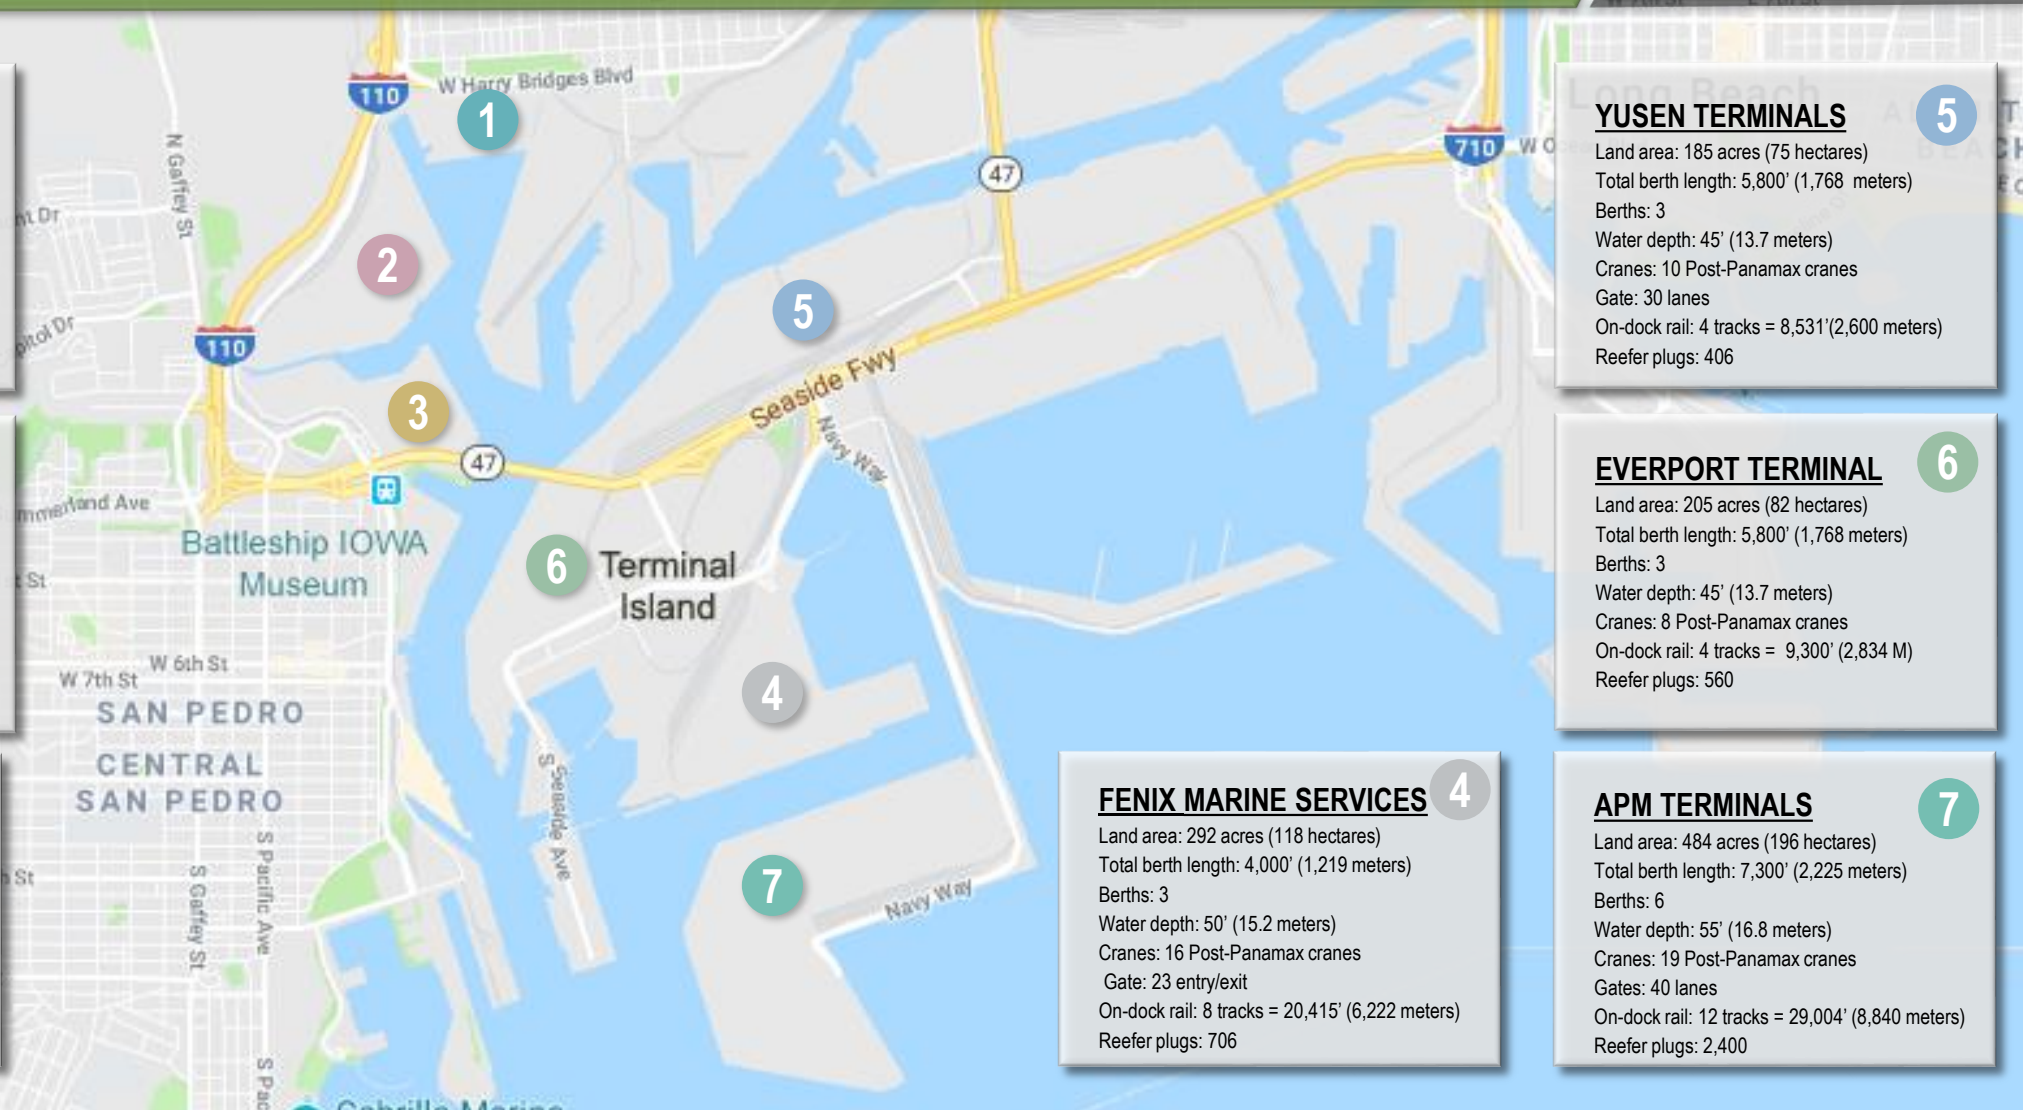 W Harry Bridges Blvd
110
1
N Gaffey St
47
710
W O
Long Beach
2
5
110
Seaside Fwy
3
47
Navy Way
Battleship IOWA
Museum
6
Terminal
Island
W 6th St
W 7th St
4
SAN PEDRO
CENTRAL
SAN PEDRO
S Seaside Ave
S Pacific Ave
S Gaffey St
7
Navy Way
YUSEN TERMINALS 5
Land area: 185 acres (75 hectares)
Total berth length: 5,800’ (1,768 meters)
Berths: 3
Water depth: 45’ (13.7 meters)
Cranes: 10 Post-Panamax cranes
Gate: 30 lanes
On-dock rail: 4 tracks = 8,531’(2,600 meters)
Reefer plugs: 406
EVERPORT TERMINAL 6
Land area: 205 acres (82 hectares)
Total berth length: 5,800’ (1,768 meters)
Berths: 3
Water depth: 45’ (13.7 meters)
Cranes: 8 Post-Panamax cranes
On-dock rail: 4 tracks = 9,300’ (2,834 M)
Reefer plugs: 560
FENIX MARINE SERVICES 4
Land area: 292 acres (118 hectares)
Total berth length: 4,000’ (1,219 meters)
Berths: 3
Water depth: 50’ (15.2 meters)
Cranes: 16 Post-Panamax cranes
Gate: 23 entry/exit
On-dock rail: 8 tracks = 20,415’ (6,222 meters)
Reefer plugs: 706
APM TERMINALS 7
Land area: 484 acres (196 hectares)
Total berth length: 7,300’ (2,225 meters)
Berths: 6
Water depth: 55’ (16.8 meters)
Cranes: 19 Post-Panamax cranes
Gates: 40 lanes
On-dock rail: 12 tracks = 29,004’ (8,840 meters)
Reefer plugs: 2,400